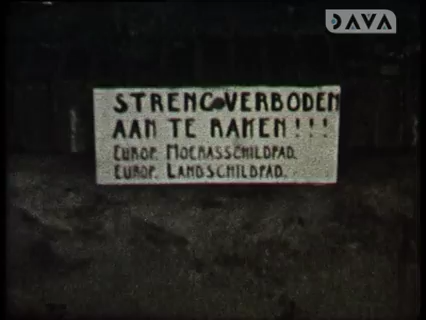 DAVA
STRENG VERBODEN
AAN TE RAKEN!!!
EUROP. MOERASSCHILDPAD.
EUROP. LANDSCHILDPAD.